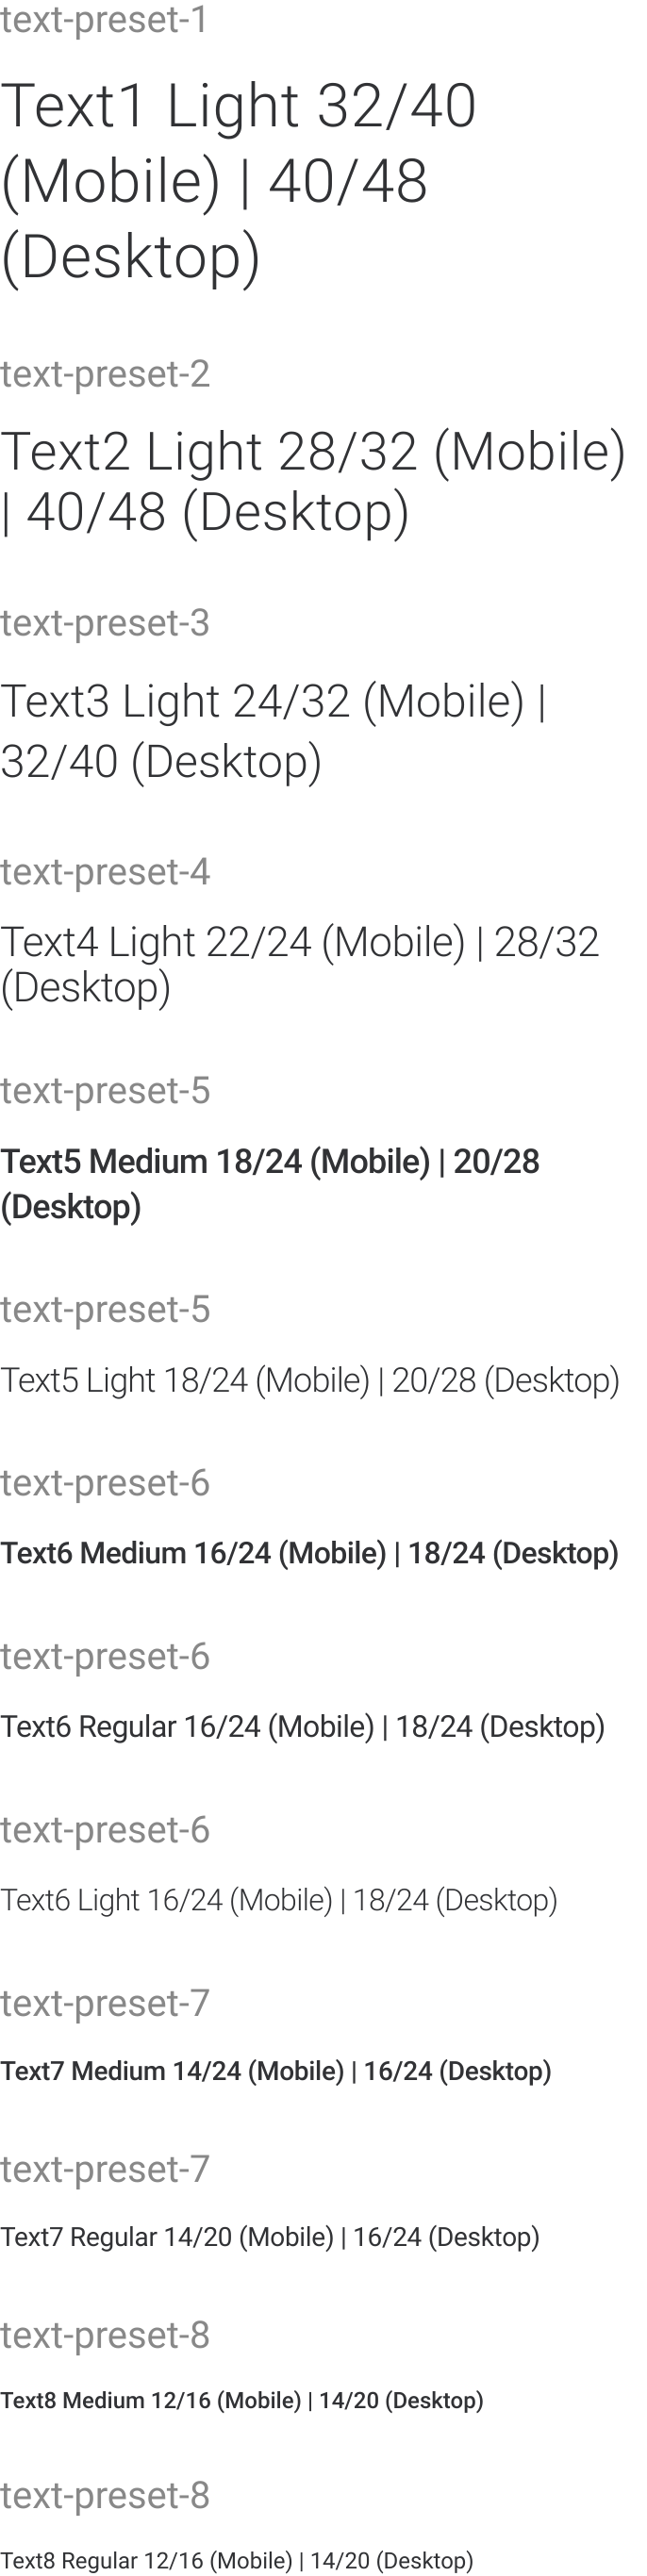 text-preset-1
Text1 Light 32/40
(Mobile) | 40/48
(Desktop)
text-preset-2
Text2 Light 28/32 (Mobile)
| 40/48 (Desktop)
text-preset-3
Text3 Light 24/32 (Mobile) |
32/40 (Desktop)
text-preset-4
Text4 Light 22/24 (Mobile) | 28/32
(Desktop)
text-preset-5
Text5 Medium 18/24 (Mobile) | 20/28
(Desktop)
text-preset-5
Text5 Light 18/24 (Mobile) | 20/28 (Desktop)
text-preset-6
Text6 Medium 16/24 (Mobile) | 18/24 (Desktop)
text-preset-6
Text6 Regular 16/24 (Mobile) | 18/24 (Desktop)
text-preset-6
Text6 Light 16/24 (Mobile) | 18/24 (Desktop)
text-preset-7
Text7 Medium 14/24 (Mobile) | 16/24 (Desktop)
text-preset-7
Text7 Regular 14/20 (Mobile) | 16/24 (Desktop)
text-preset-8
Text8 Medium 12/16 (Mobile) | 14/20 (Desktop)
text-preset-8
Text8 Regular 12/16 (Mobile) | 14/20 (Desktop)